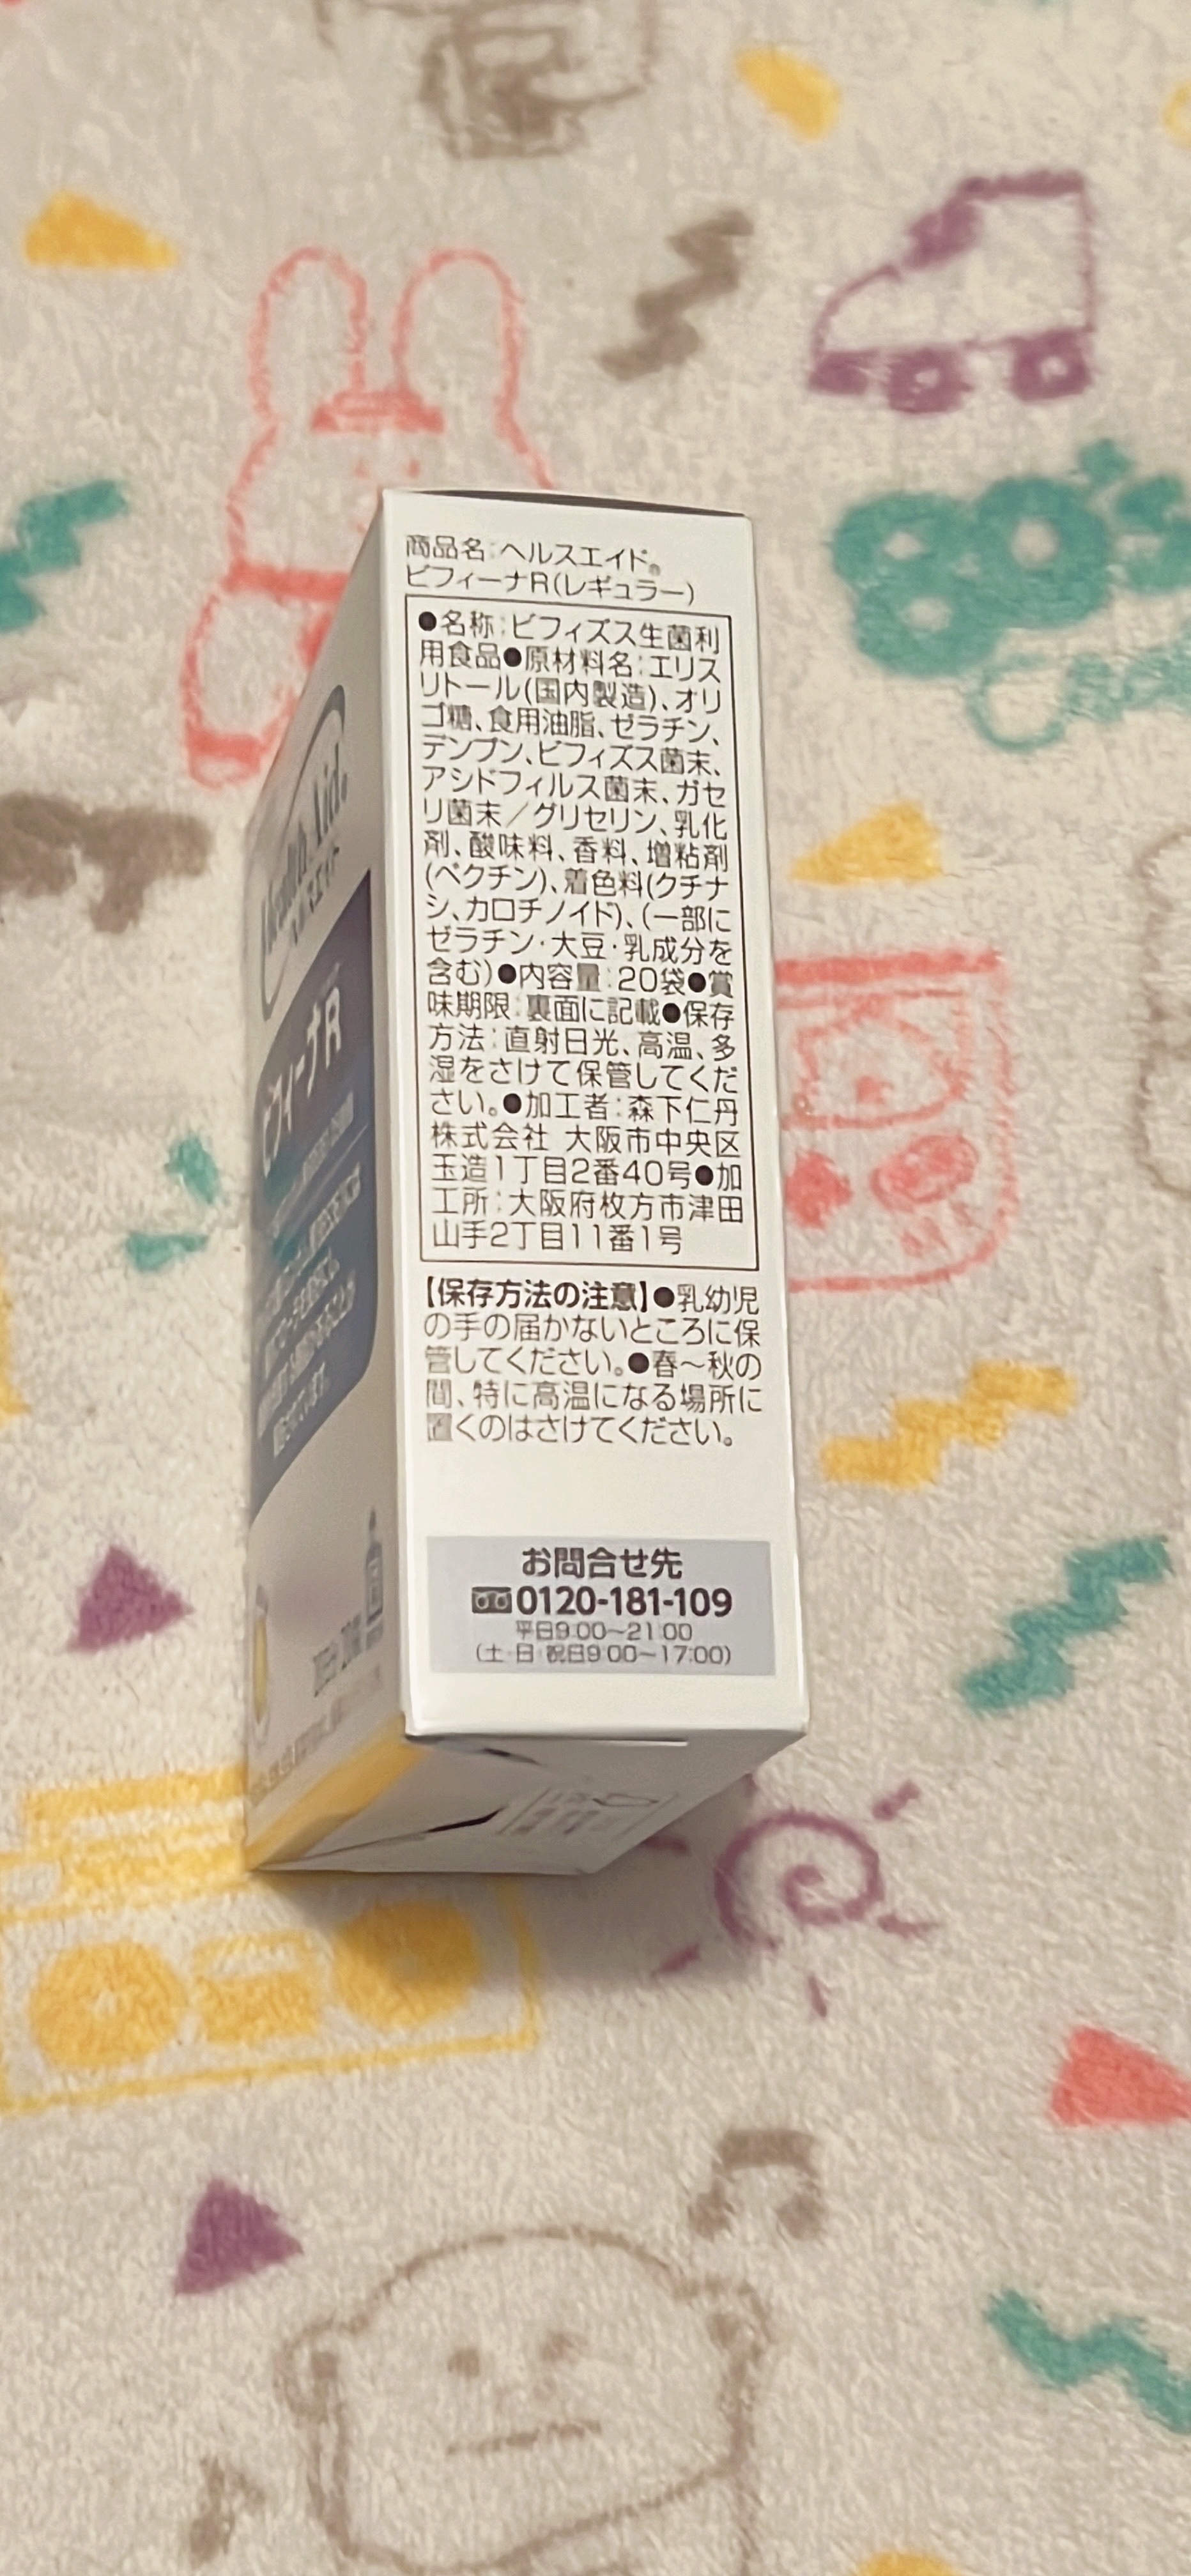 商品名:ヘルスエイド®
ビフィーナR(レギュラー)
●名称:ビフィズス生菌利
用食品●原材料名:エリス
リトール(国内製造)、オリ
ゴ糖、食用油脂、ゼラチン、
デンプン、ビフィズス菌末、
アシドフィルス菌末、ガセ
リ菌末/グリセリン、乳化
剤、酸味料、香料、増粘剤
(ペクチン)、着色料(クチナ
シ、カロチノイド)、(一部に
ゼラチン・大豆・乳成分を
含む)●内容量:20袋●賞
味期限:裏面に記載●保存
方法:直射日光、高温、多
湿をさけて保管してくだ
さい。●加工者:森下仁丹
株式会社 大阪市中央区
玉造1丁目2番40号●加
工所:大阪府枚方市津田
山手2丁目11番1号
【保存方法の注意】●乳幼児
の手の届かないところに保
管してください。●春〜秋の
間、特に高温になる場所に
置くのはさけてください。
お問合せ先
0120-181-109
平日9:00〜21:00
(土・日・祝日9:00〜17:00)
Health Aid®
ヘルスエイド
ビフィーナR